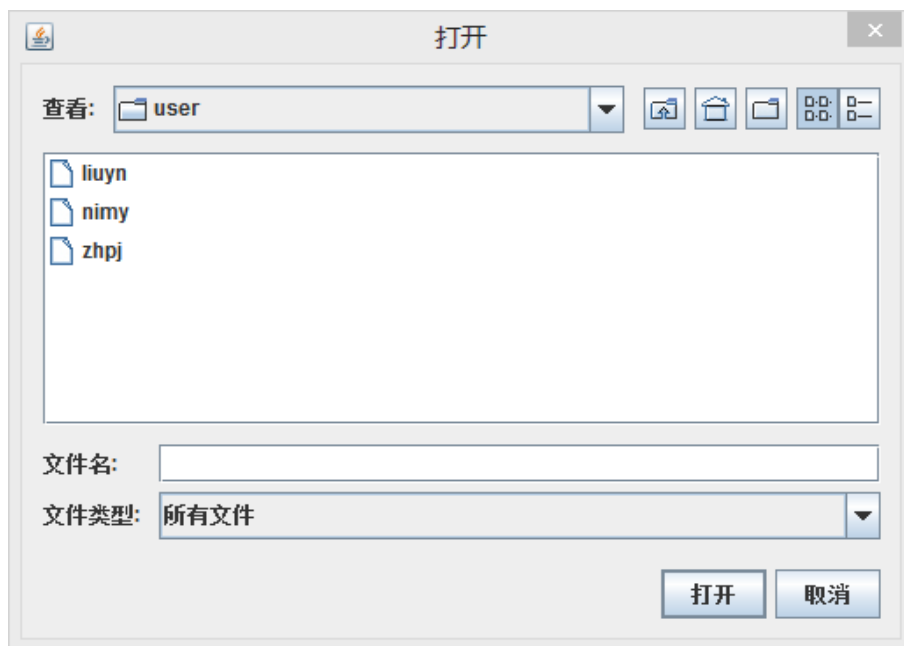 打开
查看: user
liuyn
nimy
zhpj
文件名:
文件类型: 所有文件
打开 取消